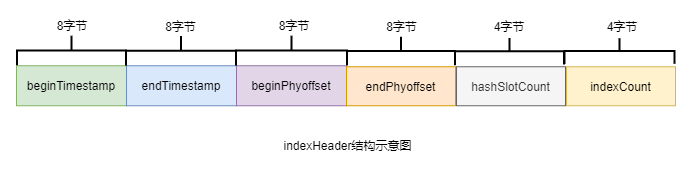 8字节 8字节 8字节 8字节 4字节 4字节
beginTimestamp endTimestamp beginPhyoffset endPhyoffset hashSlotCount indexCount
indexHeader结构示意图